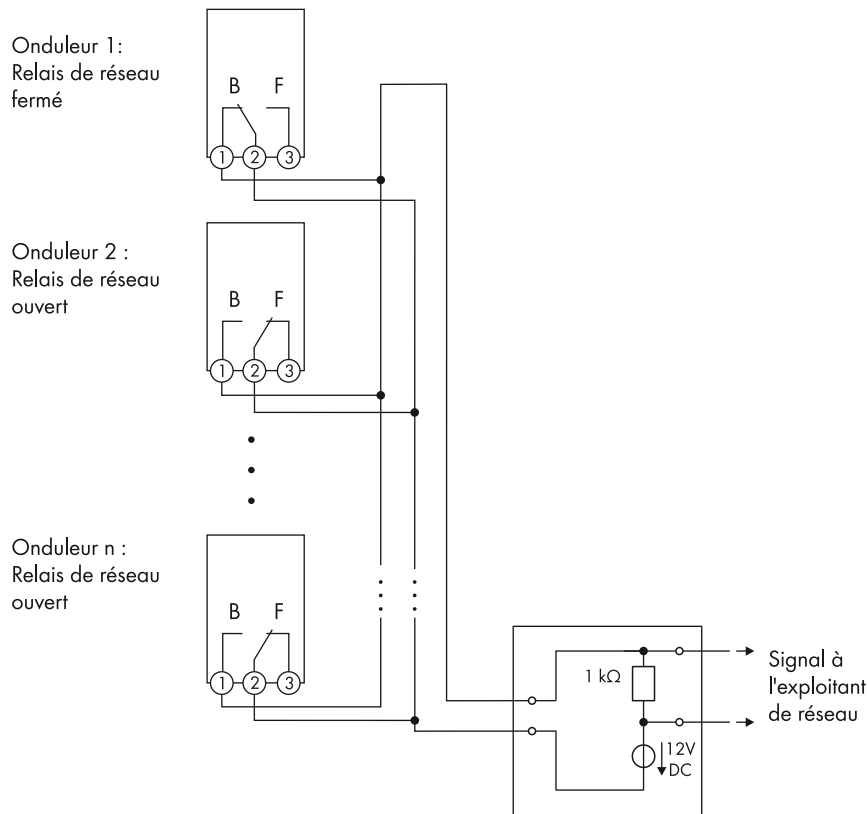 Onduleur 1:
Relais de réseau
fermé
B F
1 2 3
Onduleur 2 :
Relais de réseau
ouvert
B F
1 2 3
Onduleur n :
Relais de réseau
ouvert
B F
1 2 3
1 kΩ
12V
DC
Signal à
l'exploitant
de réseau